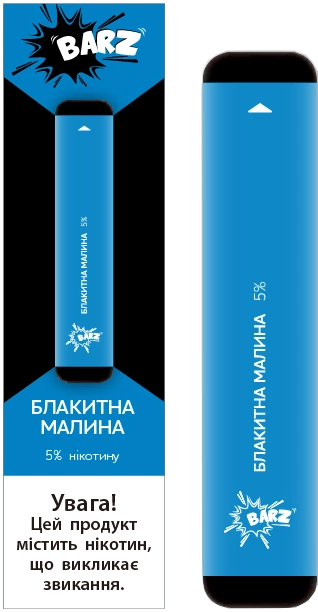 BARZ
БЛАКИТНА МАЛИНА 5%
BARZ
БЛАКИТНА
МАЛИНА
5% нікотину
Увага!
Цей продукт
містить нікотин,
що викликає
звикання.
БЛАКИТНА МАЛИНА 5%
BARZ